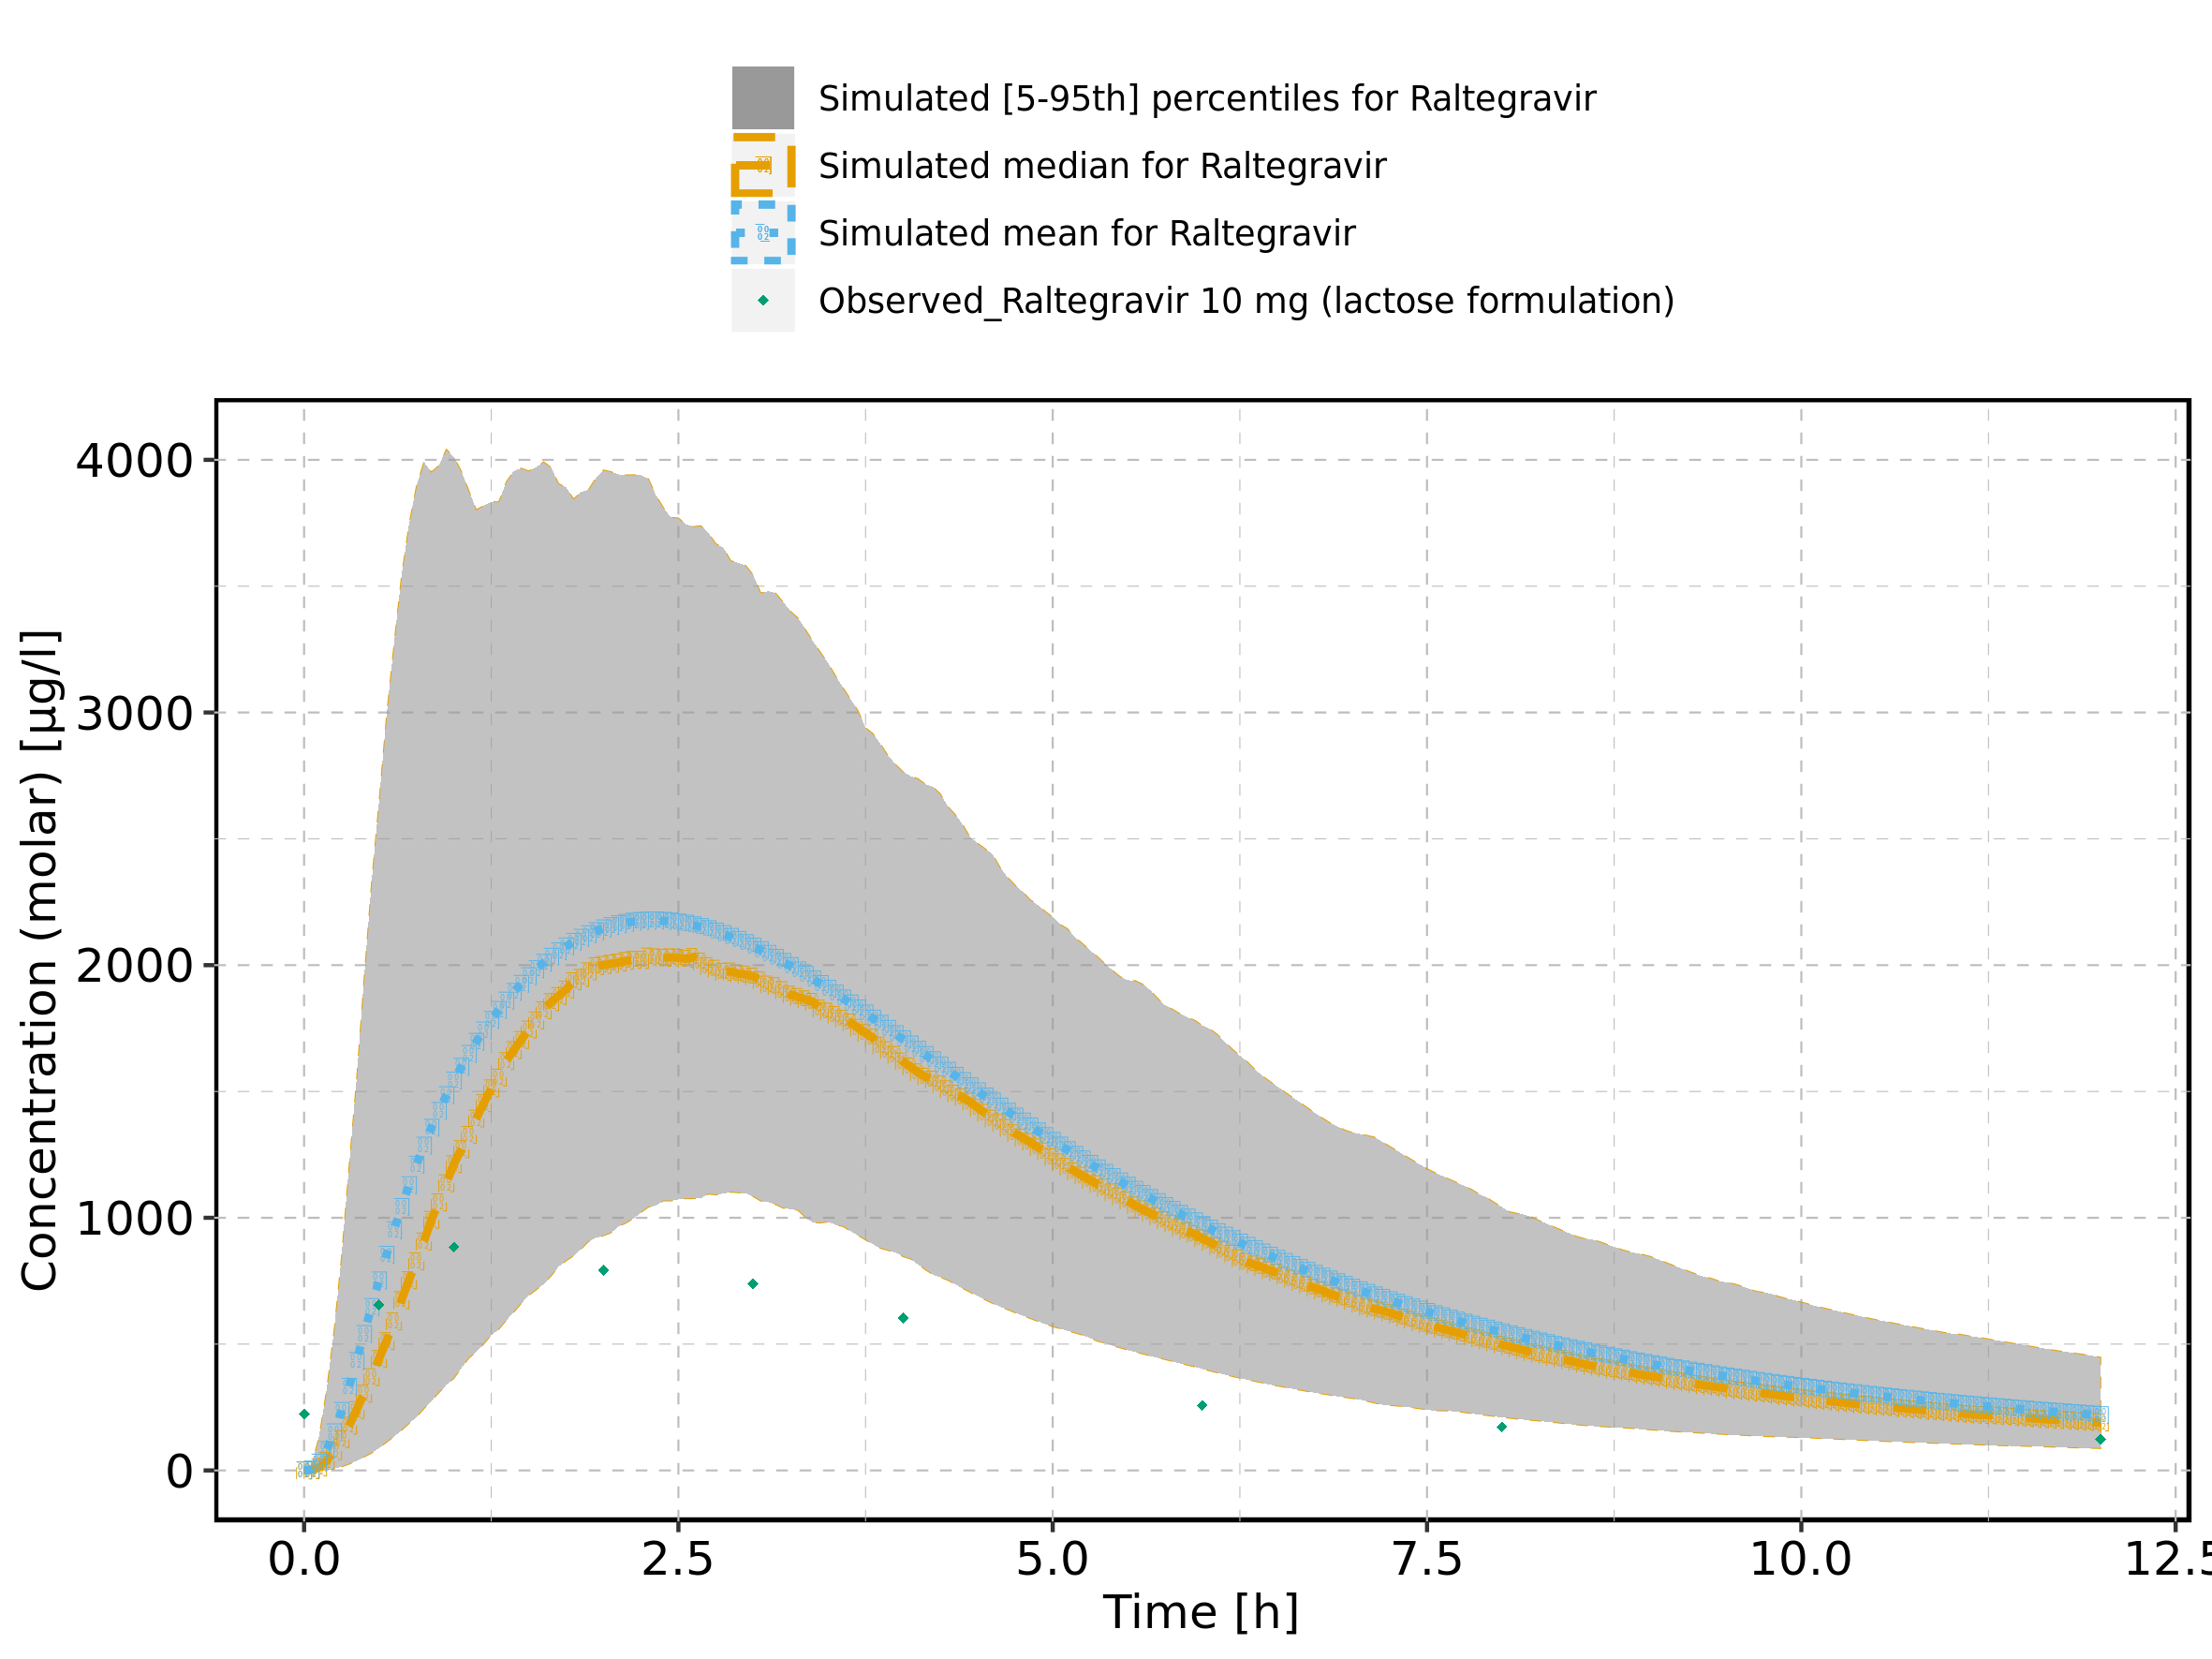 Simulated [5-95th] percentiles for Raltegravir
Simulated median for Raltegravir
Simulated mean for Raltegravir
Observed_Raltegravir 10 mg (lactose formulation)
Concentration (molar) [µg/l]
4000
3000
2000
1000
0
0.0 2.5 5.0 7.5 10.0 12.5
Time [h]